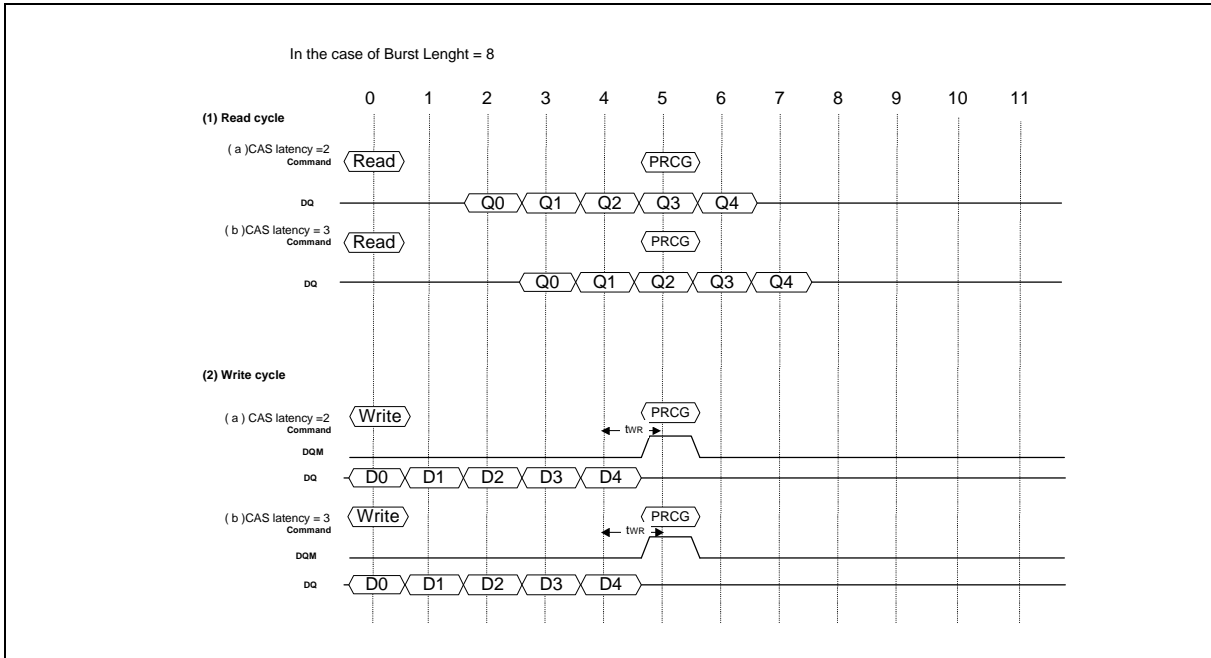 In the case of Burst Lenght = 8
0 1 2 3 4 5 6 7 8 9 10 11
(1) Read cycle
( a )CAS latency =2
Command Read PRCG
DQ Q0 Q1 Q2 Q3 Q4
( b )CAS latency = 3
Command Read PRCG
DQ Q0 Q1 Q2 Q3 Q4
(2) Write cycle
( a ) CAS latency =2
Command Write PRCG
tWR
DQM
DQ D0 D1 D2 D3 D4
( b )CAS latency = 3
Command Write PRCG
tWR
DQM
DQ D0 D1 D2 D3 D4